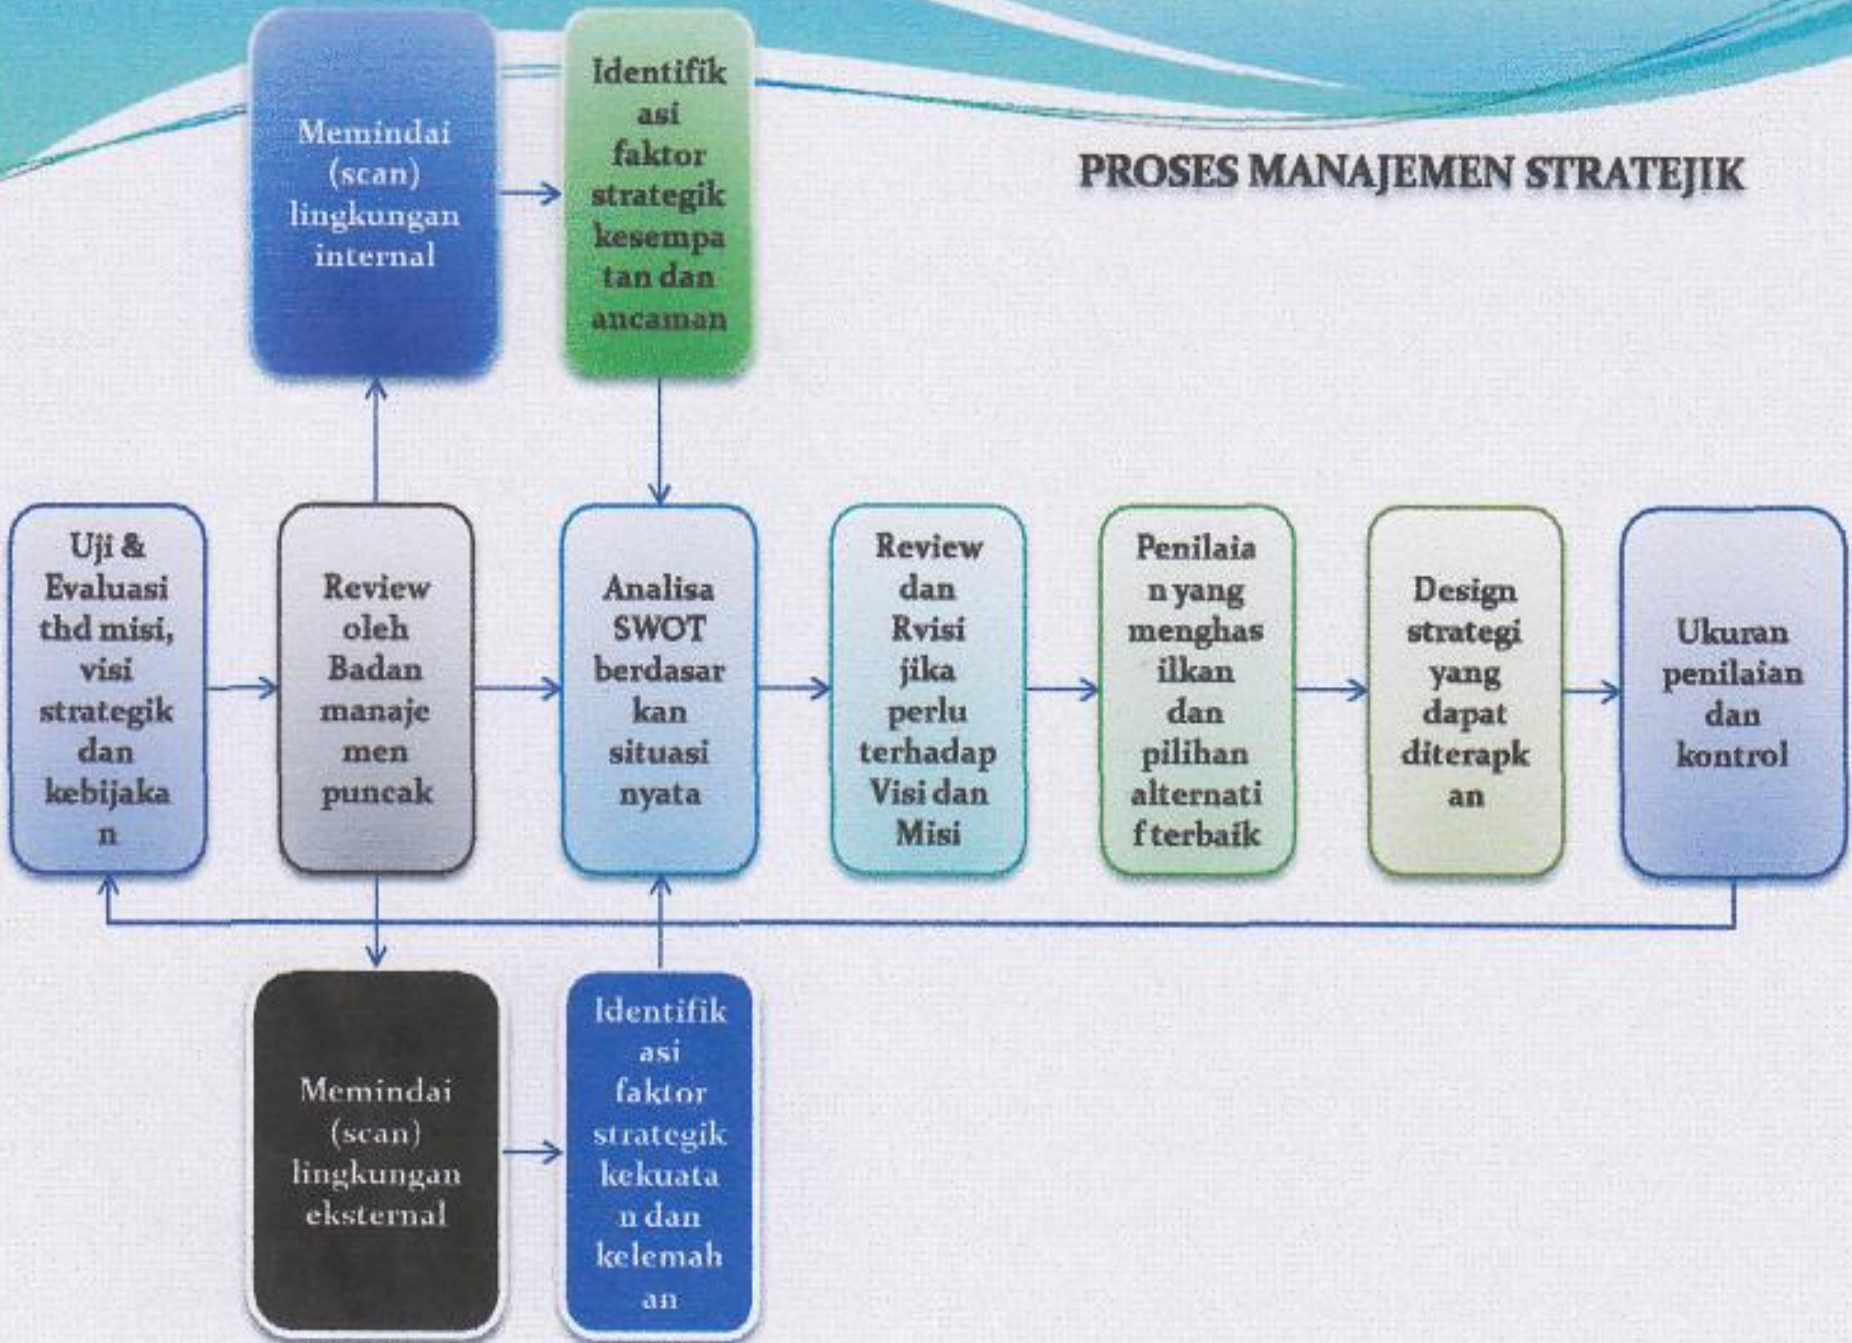 Memindai
(scan)
lingkungan
internal
Identifik
asi
faktor
strategik
kesempa
tan dan
ancaman
PROSES MANAJEMEN STRATEJIK
Uji &
Evaluasi
thd misi,
visi
strategik
dan
kebijaka
n
Review
oleh
Badan
manaje
men
puncak
Analisa
SWOT
berdasar
kan
situasi
nyata
Review
dan
Rvisi
jika
perlu
terhadap
Visi dan
Misi
Penilaia
n yang
menghas
ilkan
dan
pilihan
alternati
f terbaik
Design
strategi
yang
dapat
diterapk
an
Ukuran
penilaian
dan
kontrol
Memindai
(scan)
lingkungan
eksternal
Identifik
asi
faktor
strategik
kekuata
n dan
kelemah
an